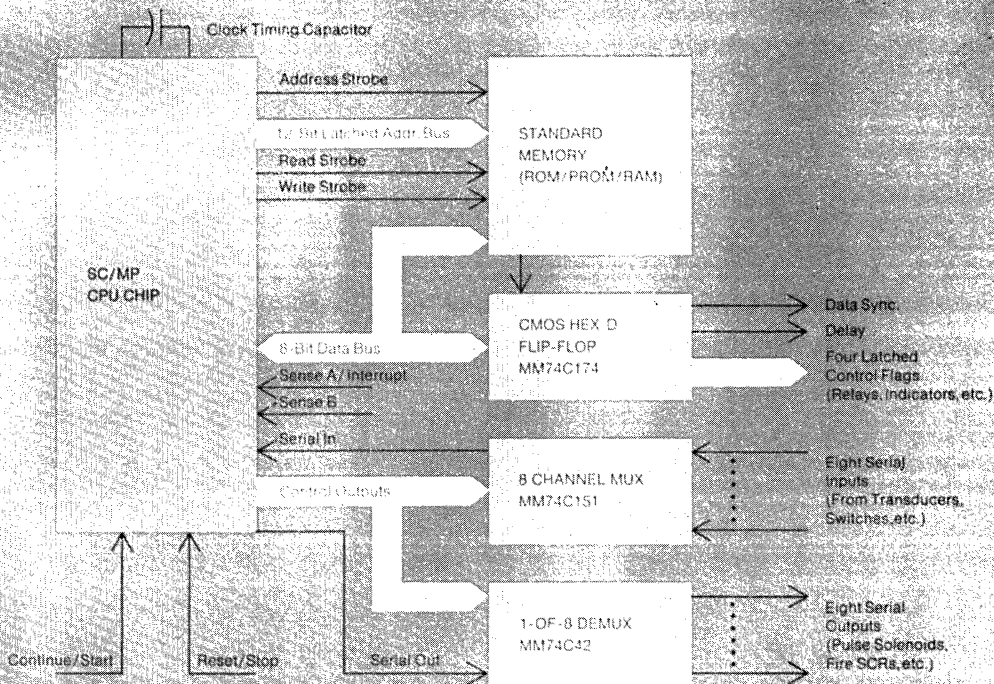 Clock Timing Capacitor
Address Strobe
12-Bit Latched Addr. Bus
Read Strobe
Write Strobe
STANDARD
MEMORY
(ROM/PROM/RAM)
SC/MP
CPU CHIP
8-Bit Data Bus
Sense A/Interrupt
Sense B
Serial In
Control Outputs
CMOS HEX D
FLIP-FLOP
MM74C174
Data Sync.
Delay
Four Latched
Control Flags
(Relays, Indicators, etc.)
8 CHANNEL MUX
MM74C151
Eight Serial
Inputs
(From Transducers,
Switches, etc.)
1-OF-8 DEMUX
MM74C42
Eight Serial
Outputs
(Pulse Solenoids,
Fire SCRs, etc.)
Continue/Start
Reset/Stop
Serial Out